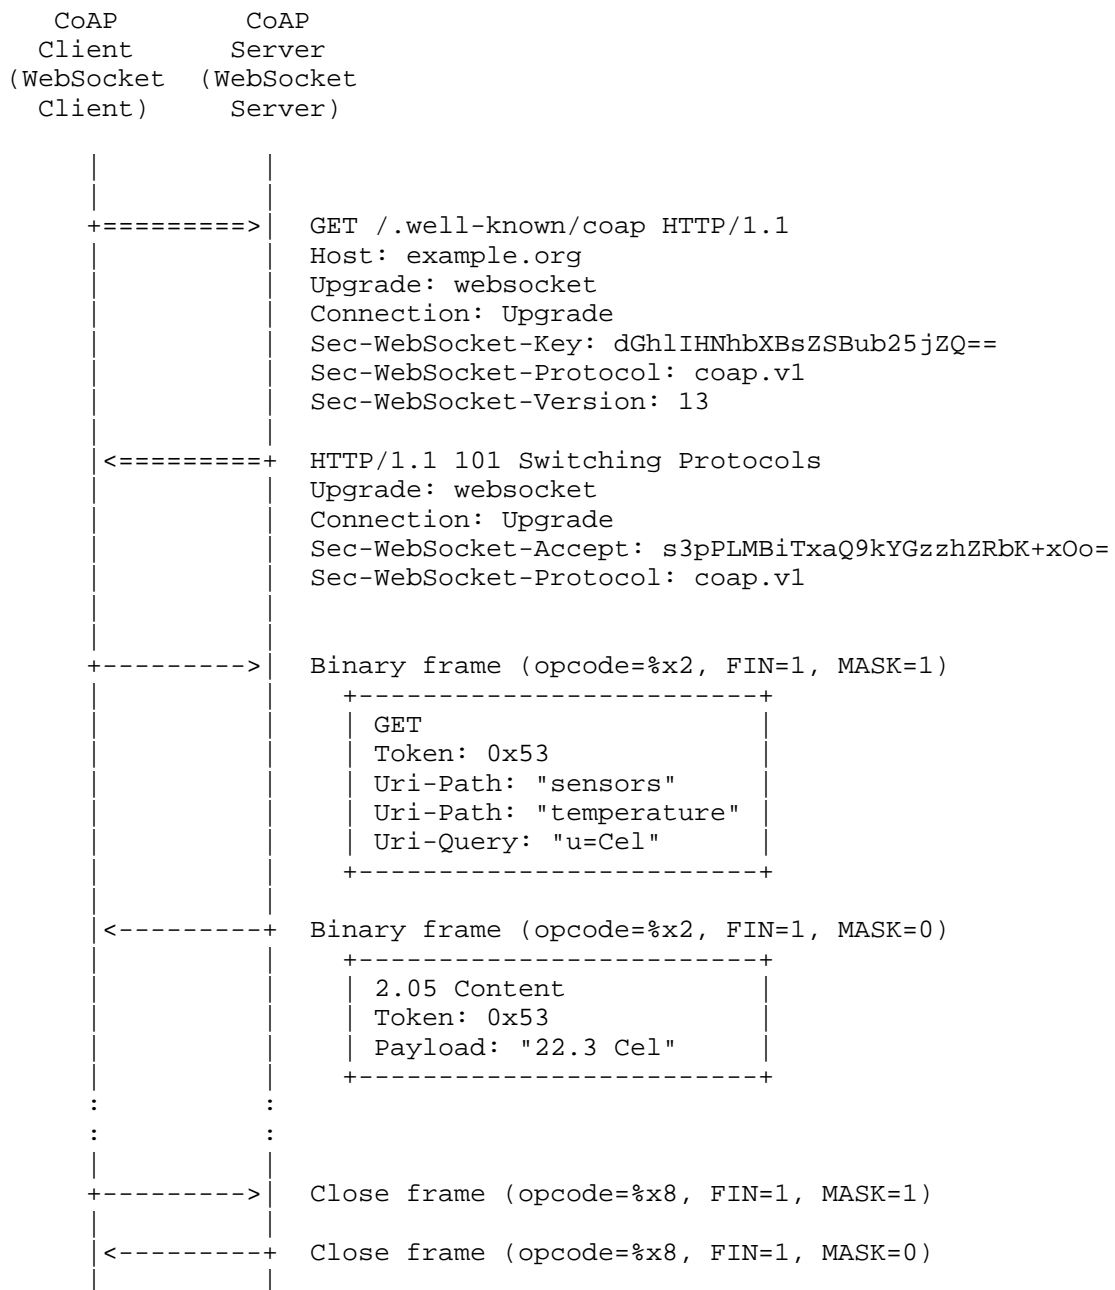 CoAP CoAP
Client Server
(WebSocket (WebSocket
Client) Server)
GET /.well-known/coap HTTP/1.1
Host: example.org
Upgrade: websocket
Connection: Upgrade
Sec-WebSocket-Key: dGhlIHNhbXBsZSBub25jZQ==
Sec-WebSocket-Protocol: coap.v1
Sec-WebSocket-Version: 13
HTTP/1.1 101 Switching Protocols
Upgrade: websocket
Connection: Upgrade
Sec-WebSocket-Accept: s3pPLMBiTxaQ9kYGzzhZRbK+xOo=
Sec-WebSocket-Protocol: coap.v1
Binary frame (opcode=%x2, FIN=1, MASK=1)
GET
Token: 0x53
Uri-Path: "sensors"
Uri-Path: "temperature"
Uri-Query: "u=Cel"
Binary frame (opcode=%x2, FIN=1, MASK=0)
2.05 Content
Token: 0x53
Payload: "22.3 Cel"
Close frame (opcode=%x8, FIN=1, MASK=1)
Close frame (opcode=%x8, FIN=1, MASK=0)